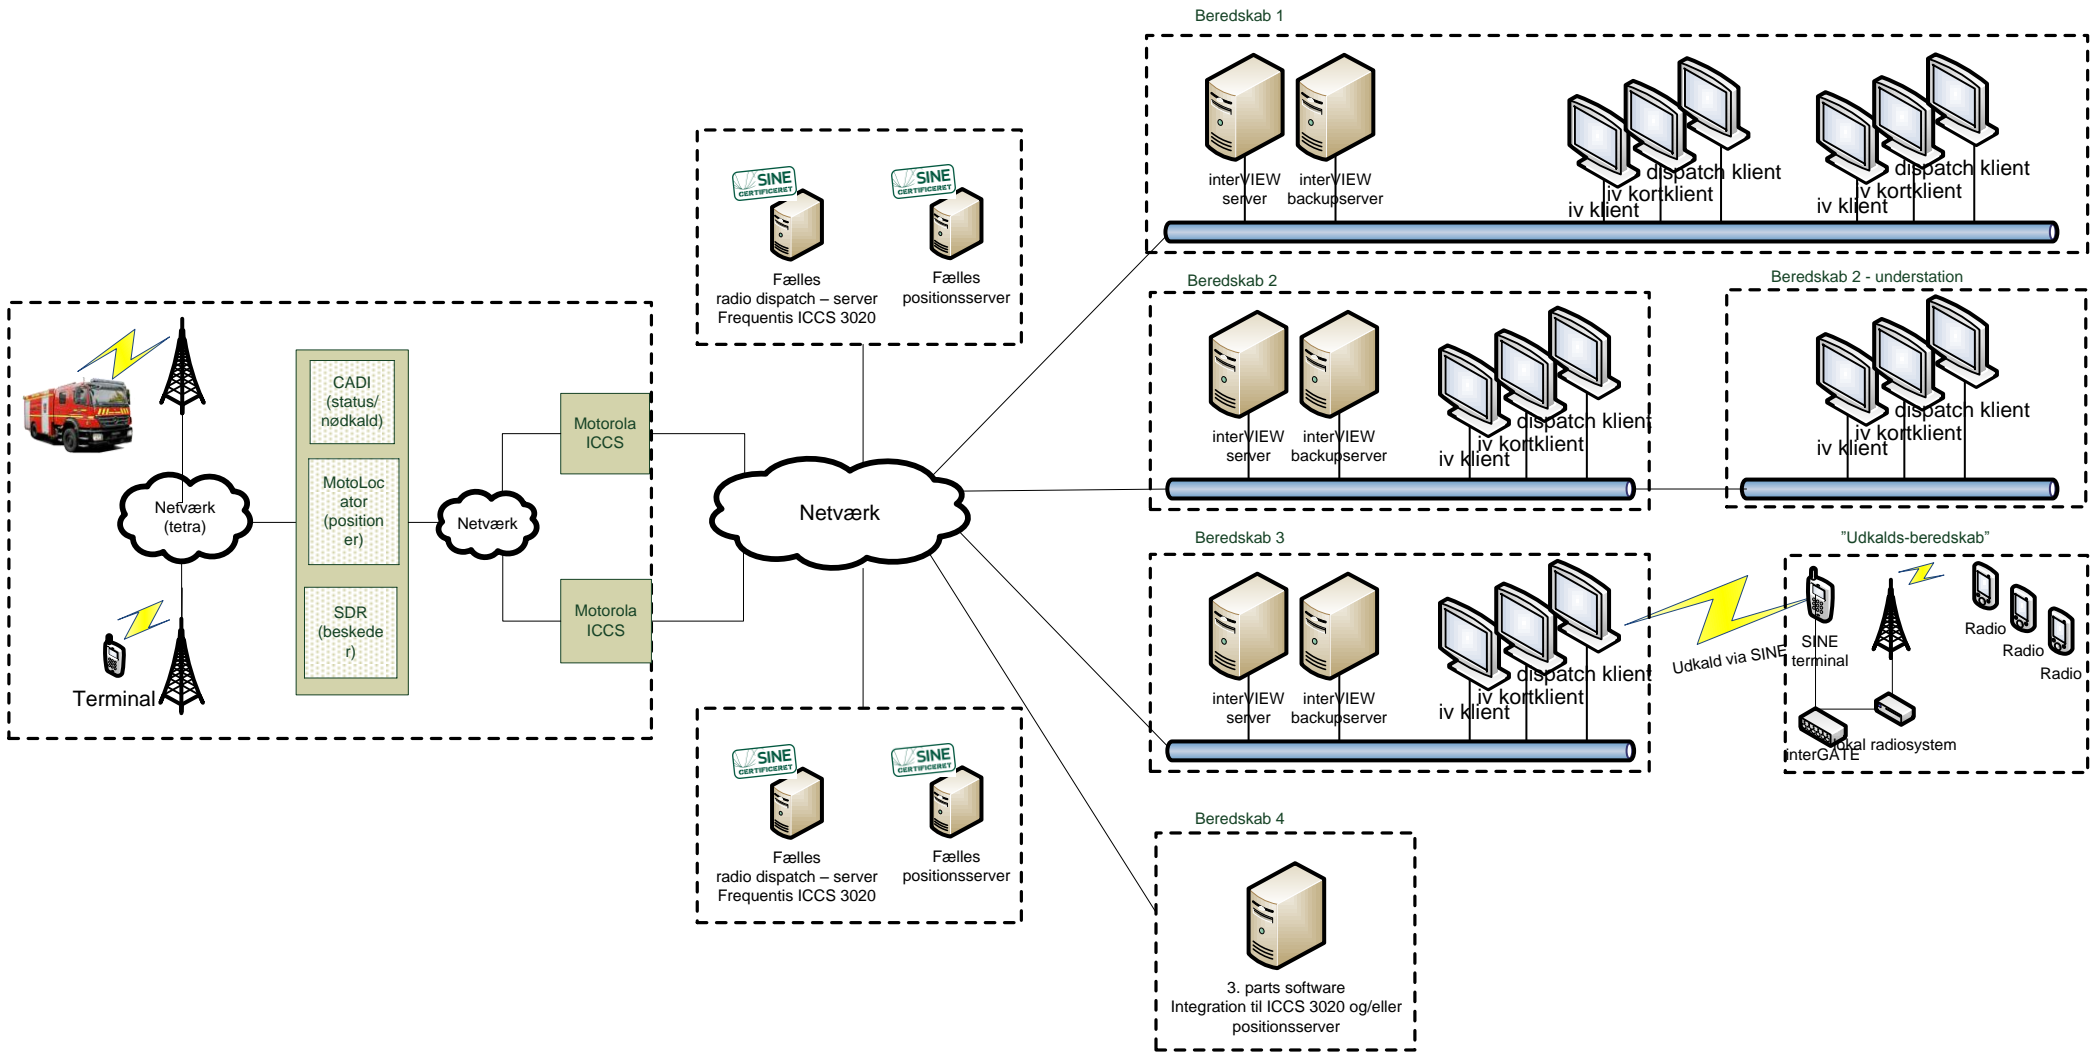 Beredskab 1
interVIEW
server
interVIEW
backupserver
dispatch klient
iv kortklient
iv klient
dispatch klient
iv kortklient
iv klient
SINE
CERTIFICERET
SINE
CERTIFICERET
Fælles
radio dispatch – server
Frequentis ICCS 3020
Fælles
positionsserver
Beredskab 2
interVIEW
server
interVIEW
backupserver
dispatch klient
iv kortklient
iv klient
Beredskab 2 - understation
dispatch klient
iv kortklient
iv klient
CADI
(status/
nødkald)
MotoLoc
ator
(position
er)
SDR
(beskede
r)
Netværk
(tetra)
Terminal
Netværk
Motorola
ICCS
Motorola
ICCS
Netværk
Beredskab 3
interVIEW
server
interVIEW
backupserver
dispatch klient
iv kortklient
iv klient
Udkald via SINE
”Udkalds-beredskab”
SINE
terminal
Radio
Radio
Radio
lokal radiosystem
interGATE
SINE
CERTIFICERET
SINE
CERTIFICERET
Fælles
radio dispatch – server
Frequentis ICCS 3020
Fælles
positionsserver
Beredskab 4
3. parts software
Integration til ICCS 3020 og/eller
positionsserver